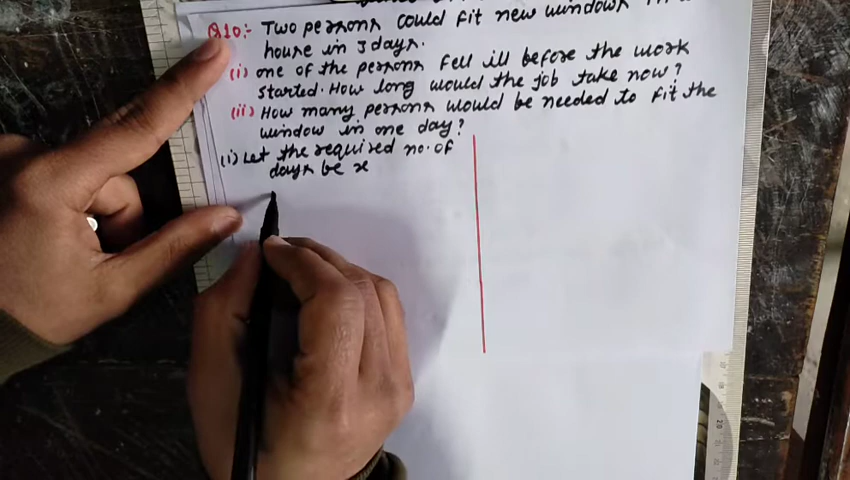 Q10:- Two persons could fit new windows in a
house in 3 days.
(i) one of the persons fell ill before the work
started. How long would the job take now?
(ii) How many persons would be needed to fit the
window in one day?
(i) Let the required no. of
days be x